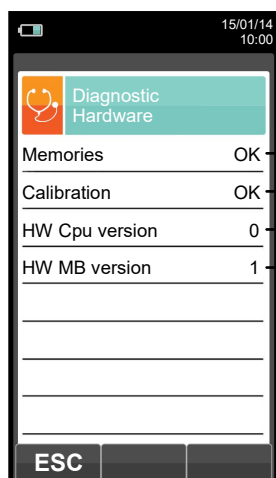 15/01/14
10:00
Diagnostic
Hardware
Memories OK
Calibration OK
HW Cpu version 0
HW MB version 1
ESC